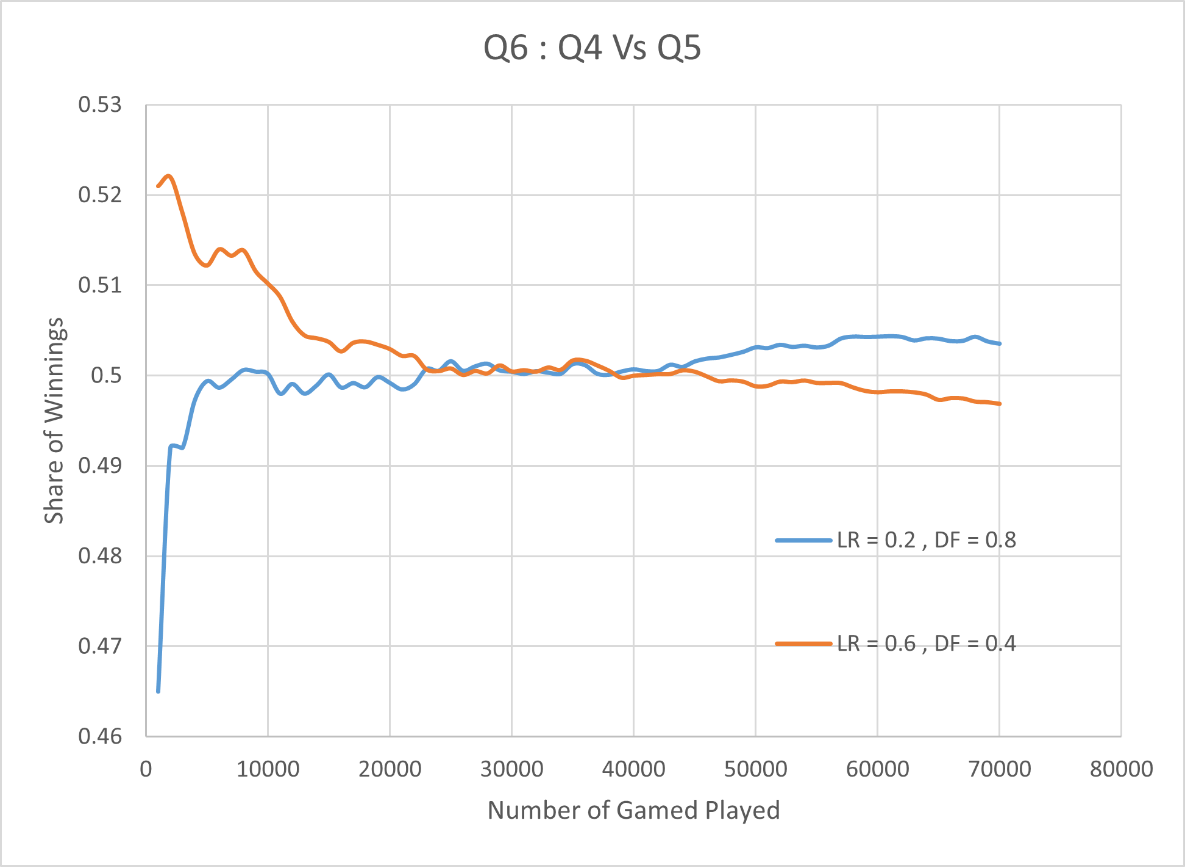 Q6 : Q4 Vs Q5
0.53
0.52
0.51
0.5
0.49
0.48
0.47
0.46
Share of Winnings
LR = 0.2 , DF = 0.8
LR = 0.6 , DF = 0.4
0 10000 20000 30000 40000 50000 60000 70000 80000
Number of Gamed Played